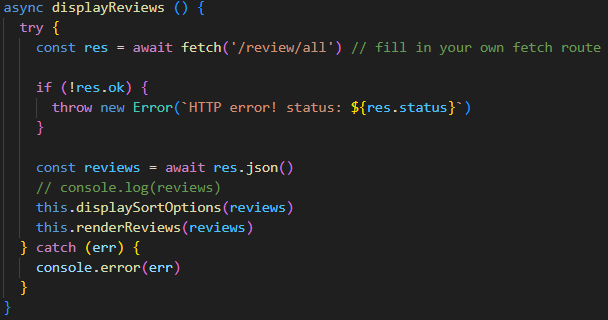 async displayReviews () {
try {
const res = await fetch('/review/all') // fill in your own fetch route
if (!res.ok) {
throw new Error(`HTTP error! status: ${res.status}`)
}
const reviews = await res.json()
// console.log(reviews)
this.displaySortOptions(reviews)
this.renderReviews(reviews)
} catch (err) {
console.error(err)
}
}